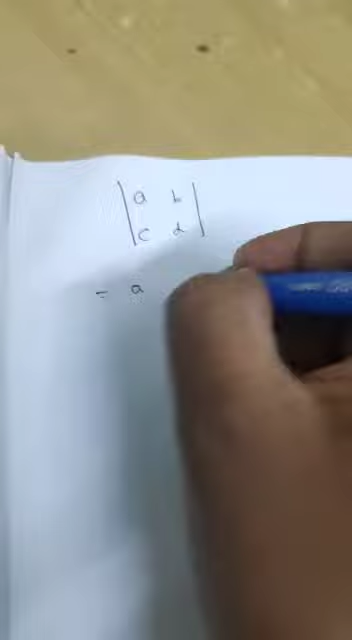 | a b |
| c d |
= a